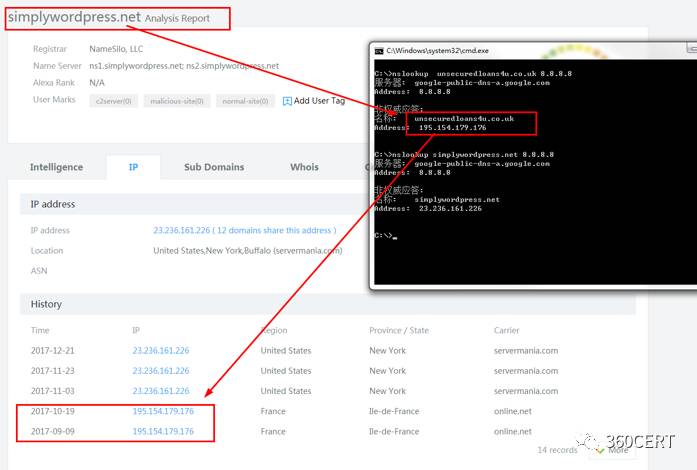 simplywordpress.net Analysis Report
Registrar NameSilo, LLC
Name Server ns1.simplywordpress.net; ns2.simplywordpress.net
Alexa Rank N/A
User Marks c2server(0) malicious-site(0) normal-site(0) Add User Tag
C:\Windows\system32\cmd.exe
C:\>nslookup unsecuredloans4u.co.uk 8.8.8.8
服务器: google-public-dns-a.google.com
Address: 8.8.8.8
非权威应答:
名称: unsecuredloans4u.co.uk
Address: 195.154.179.176
C:\>nslookup simplywordpress.net 8.8.8.8
服务器: google-public-dns-a.google.com
Address: 8.8.8.8
非权威应答:
名称: simplywordpress.net
Address: 23.236.161.226
C:\>_
Intelligence IP Sub Domains Whois
IP address
IP address 23.236.161.226 ( 12 domains share this address )
Location United States,New York,Buffalo (servermania.com)
ASN
History
Time IP Region Province / State Carrier
2017-12-21 23.236.161.226 United States New York servermania.com
2017-11-23 23.236.161.226 United States New York servermania.com
2017-11-03 23.236.161.226 United States New York servermania.com
2017-10-19 195.154.179.176 France Ile-de-France online.net
2017-09-09 195.154.179.176 France Ile-de-France online.net
14 records More
360CERT